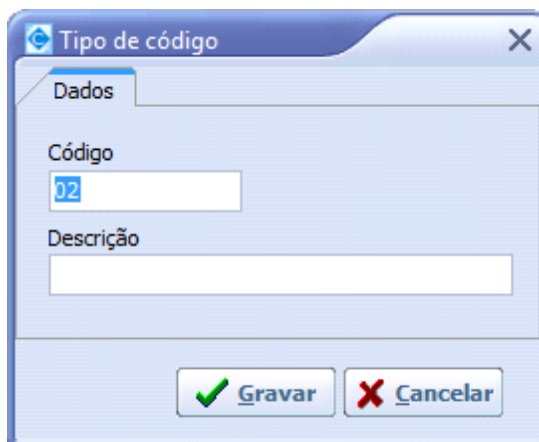 Tipo de código
Dados
Código
02
Descrição
Gravar Cancelar